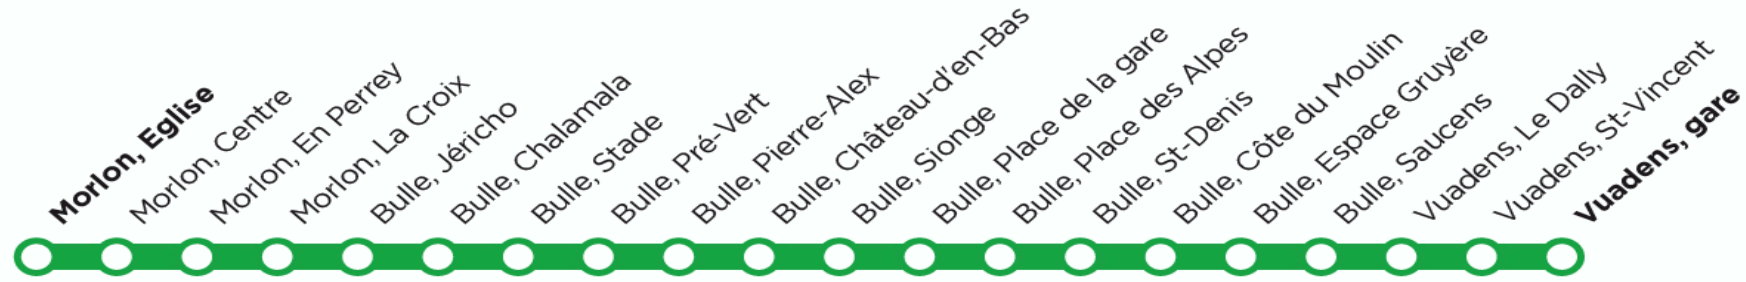 Morlon, Eglise
Morlon, Centre
Morlon, En Perrey
Morlon, La Croix
Bulle, Jéricho
Bulle, Chalamala
Bulle, Stade
Bulle, Pré-Vert
Bulle, Pierre-Alex
Bulle, Château-d'en-Bas
Bulle, Sionge
Bulle, Place de la gare
Bulle, Place des Alpes
Bulle, St-Denis
Bulle, Côte du Moulin
Bulle, Espace Gruyère
Bulle, Saucens
Vuadens, Le Dally
Vuadens, St-Vincent
Vuadens, gare